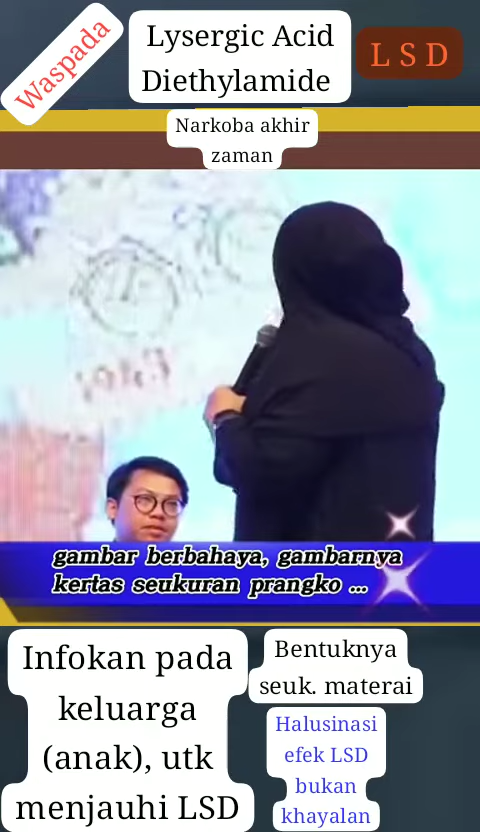 Waspada
Lysergic Acid
Diethylamide
L S D
Narkoba akhir
zaman
gambar berbahaya, gambarnya
kertas seukuran prangko ...
Infokan pada
keluarga
(anak), utk
menjauhi LSD
Bentuknya
seuk. materai
Halusinasi
efek LSD
bukan
khayalan